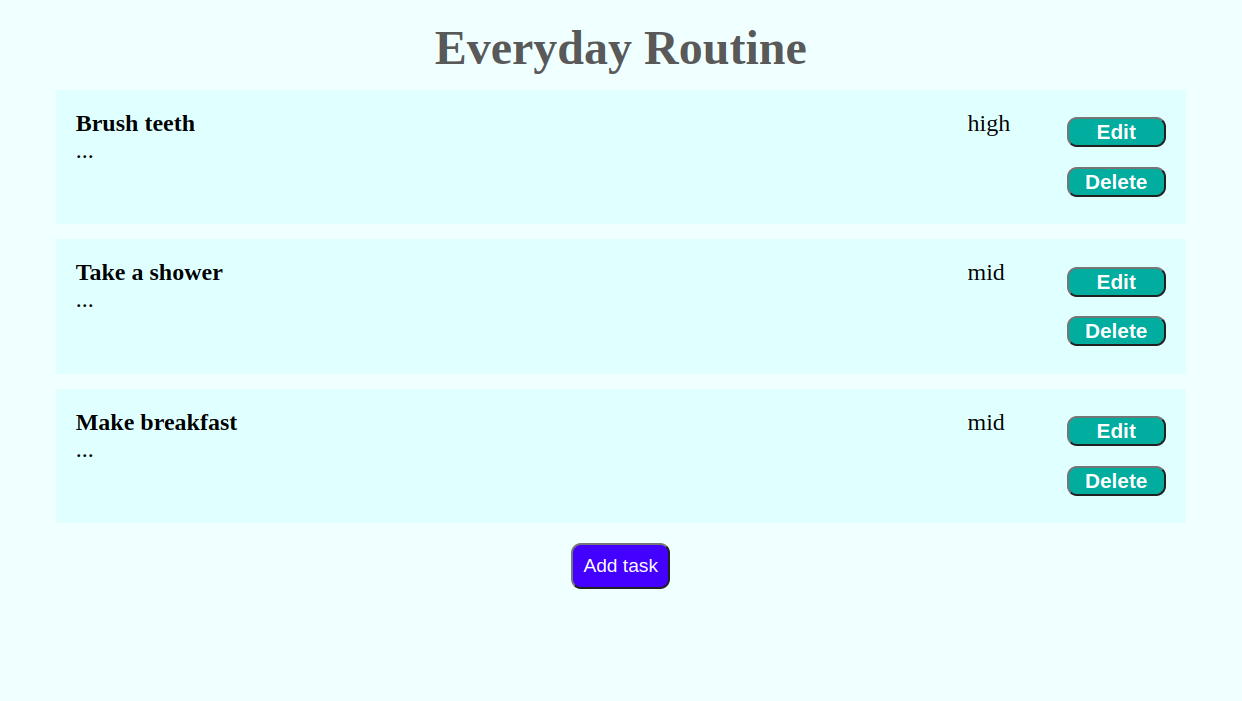 Everyday Routine
Brush teeth
...
high
Edit
Delete
Take a shower
...
mid
Edit
Delete
Make breakfast
...
mid
Edit
Delete
Add task